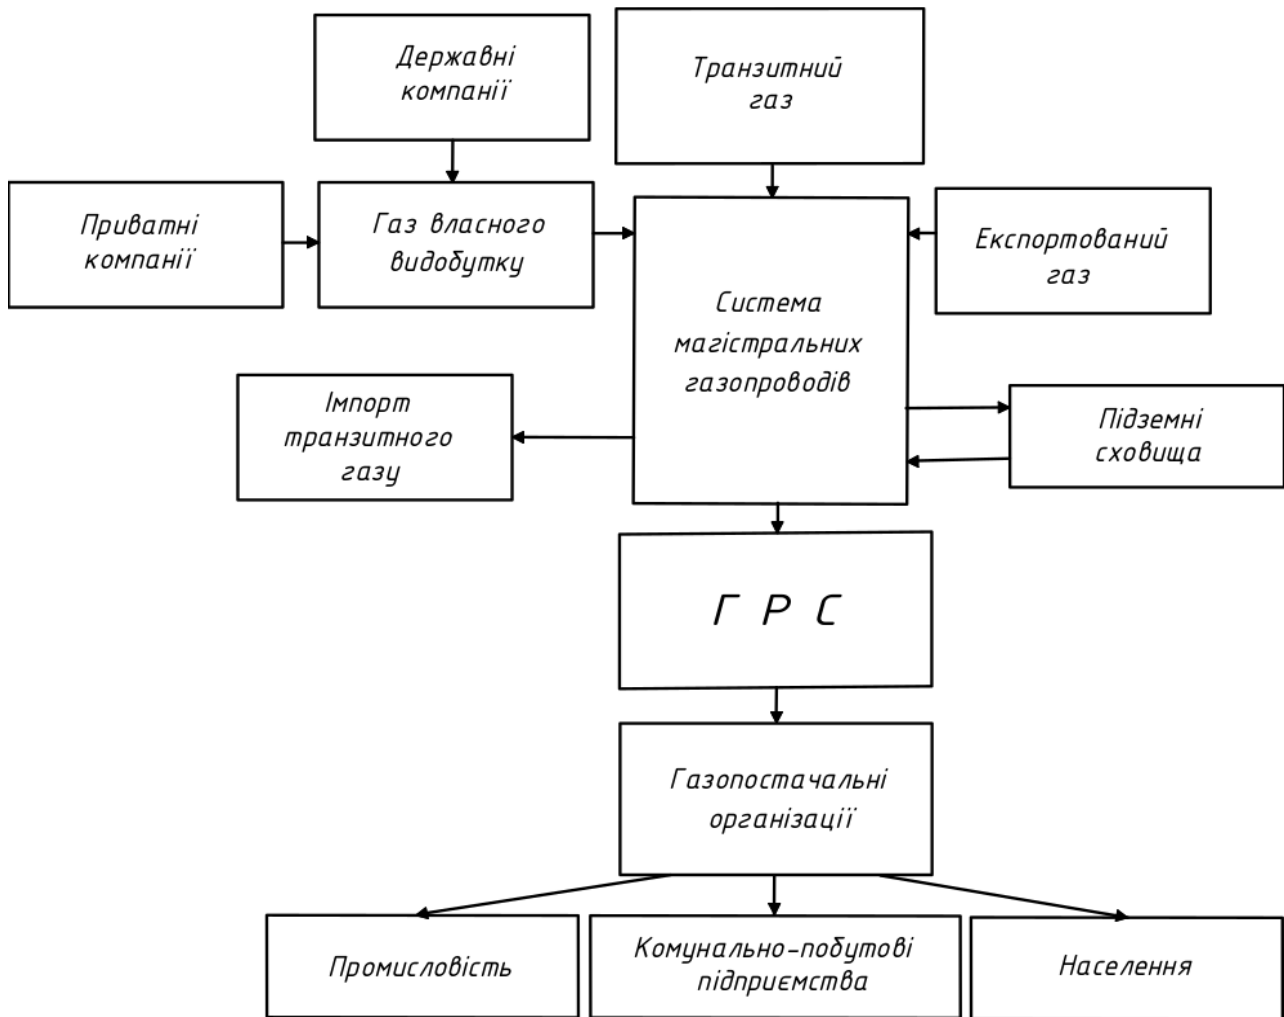 Державні
компанії
Транзитний
газ
Приватні
компанії
Газ власного
видобутку
Експортований
газ
Система
магістральних
газопроводів
Імпорт
транзитного
газу
Підземні
сховища
Г Р С
Газопостачальні
організації
Промисловість
Комунально-побутові
підприємства
Населення